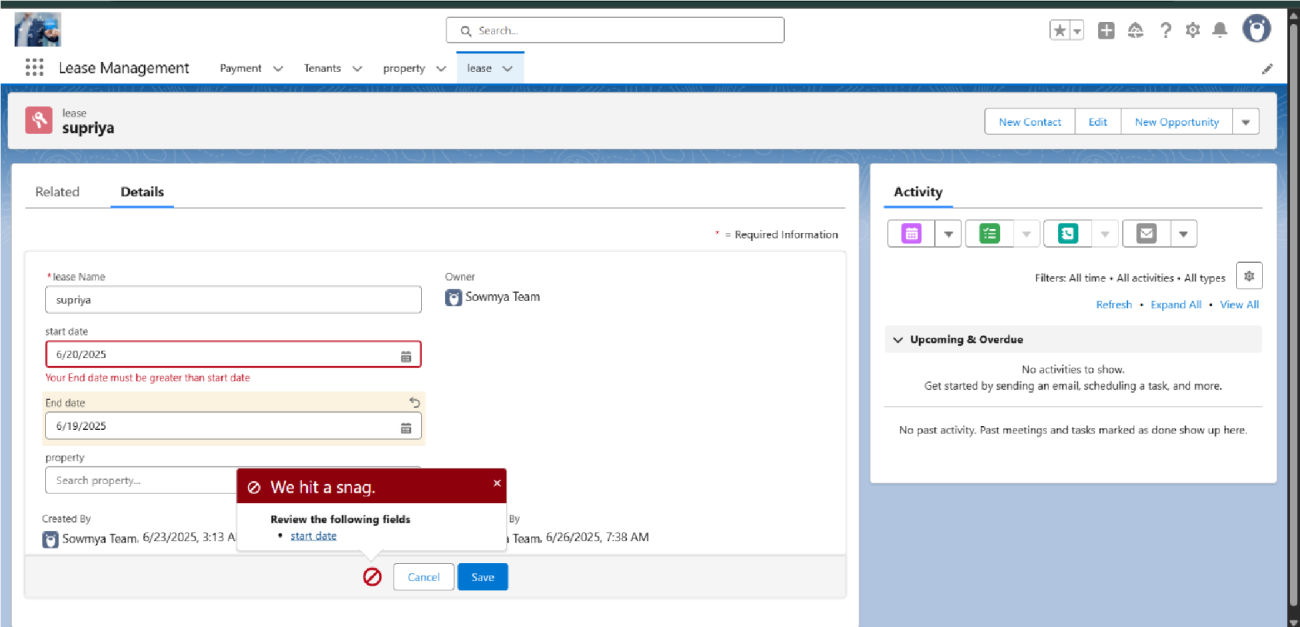 Search...
Lease Management
Payment
Tenants
property
lease
lease
supriya
New Contact
Edit
New Opportunity
Related
Details
* = Required Information
*lease Name
supriya
Owner
Sowmya Team
start date
6/20/2025
Your End date must be greater than start date
End date
6/19/2025
property
Search property...
We hit a snag.
Review the following fields
• start date
Created By
Sowmya Team, 6/23/2025, 3:13 A
By
Team, 6/26/2025, 7:38 AM
Cancel
Save
Activity
Filters: All time • All activities • All types
Refresh • Expand All • View All
Upcoming & Overdue
No activities to show.
Get started by sending an email, scheduling a task, and more.
No past activity. Past meetings and tasks marked as done show up here.